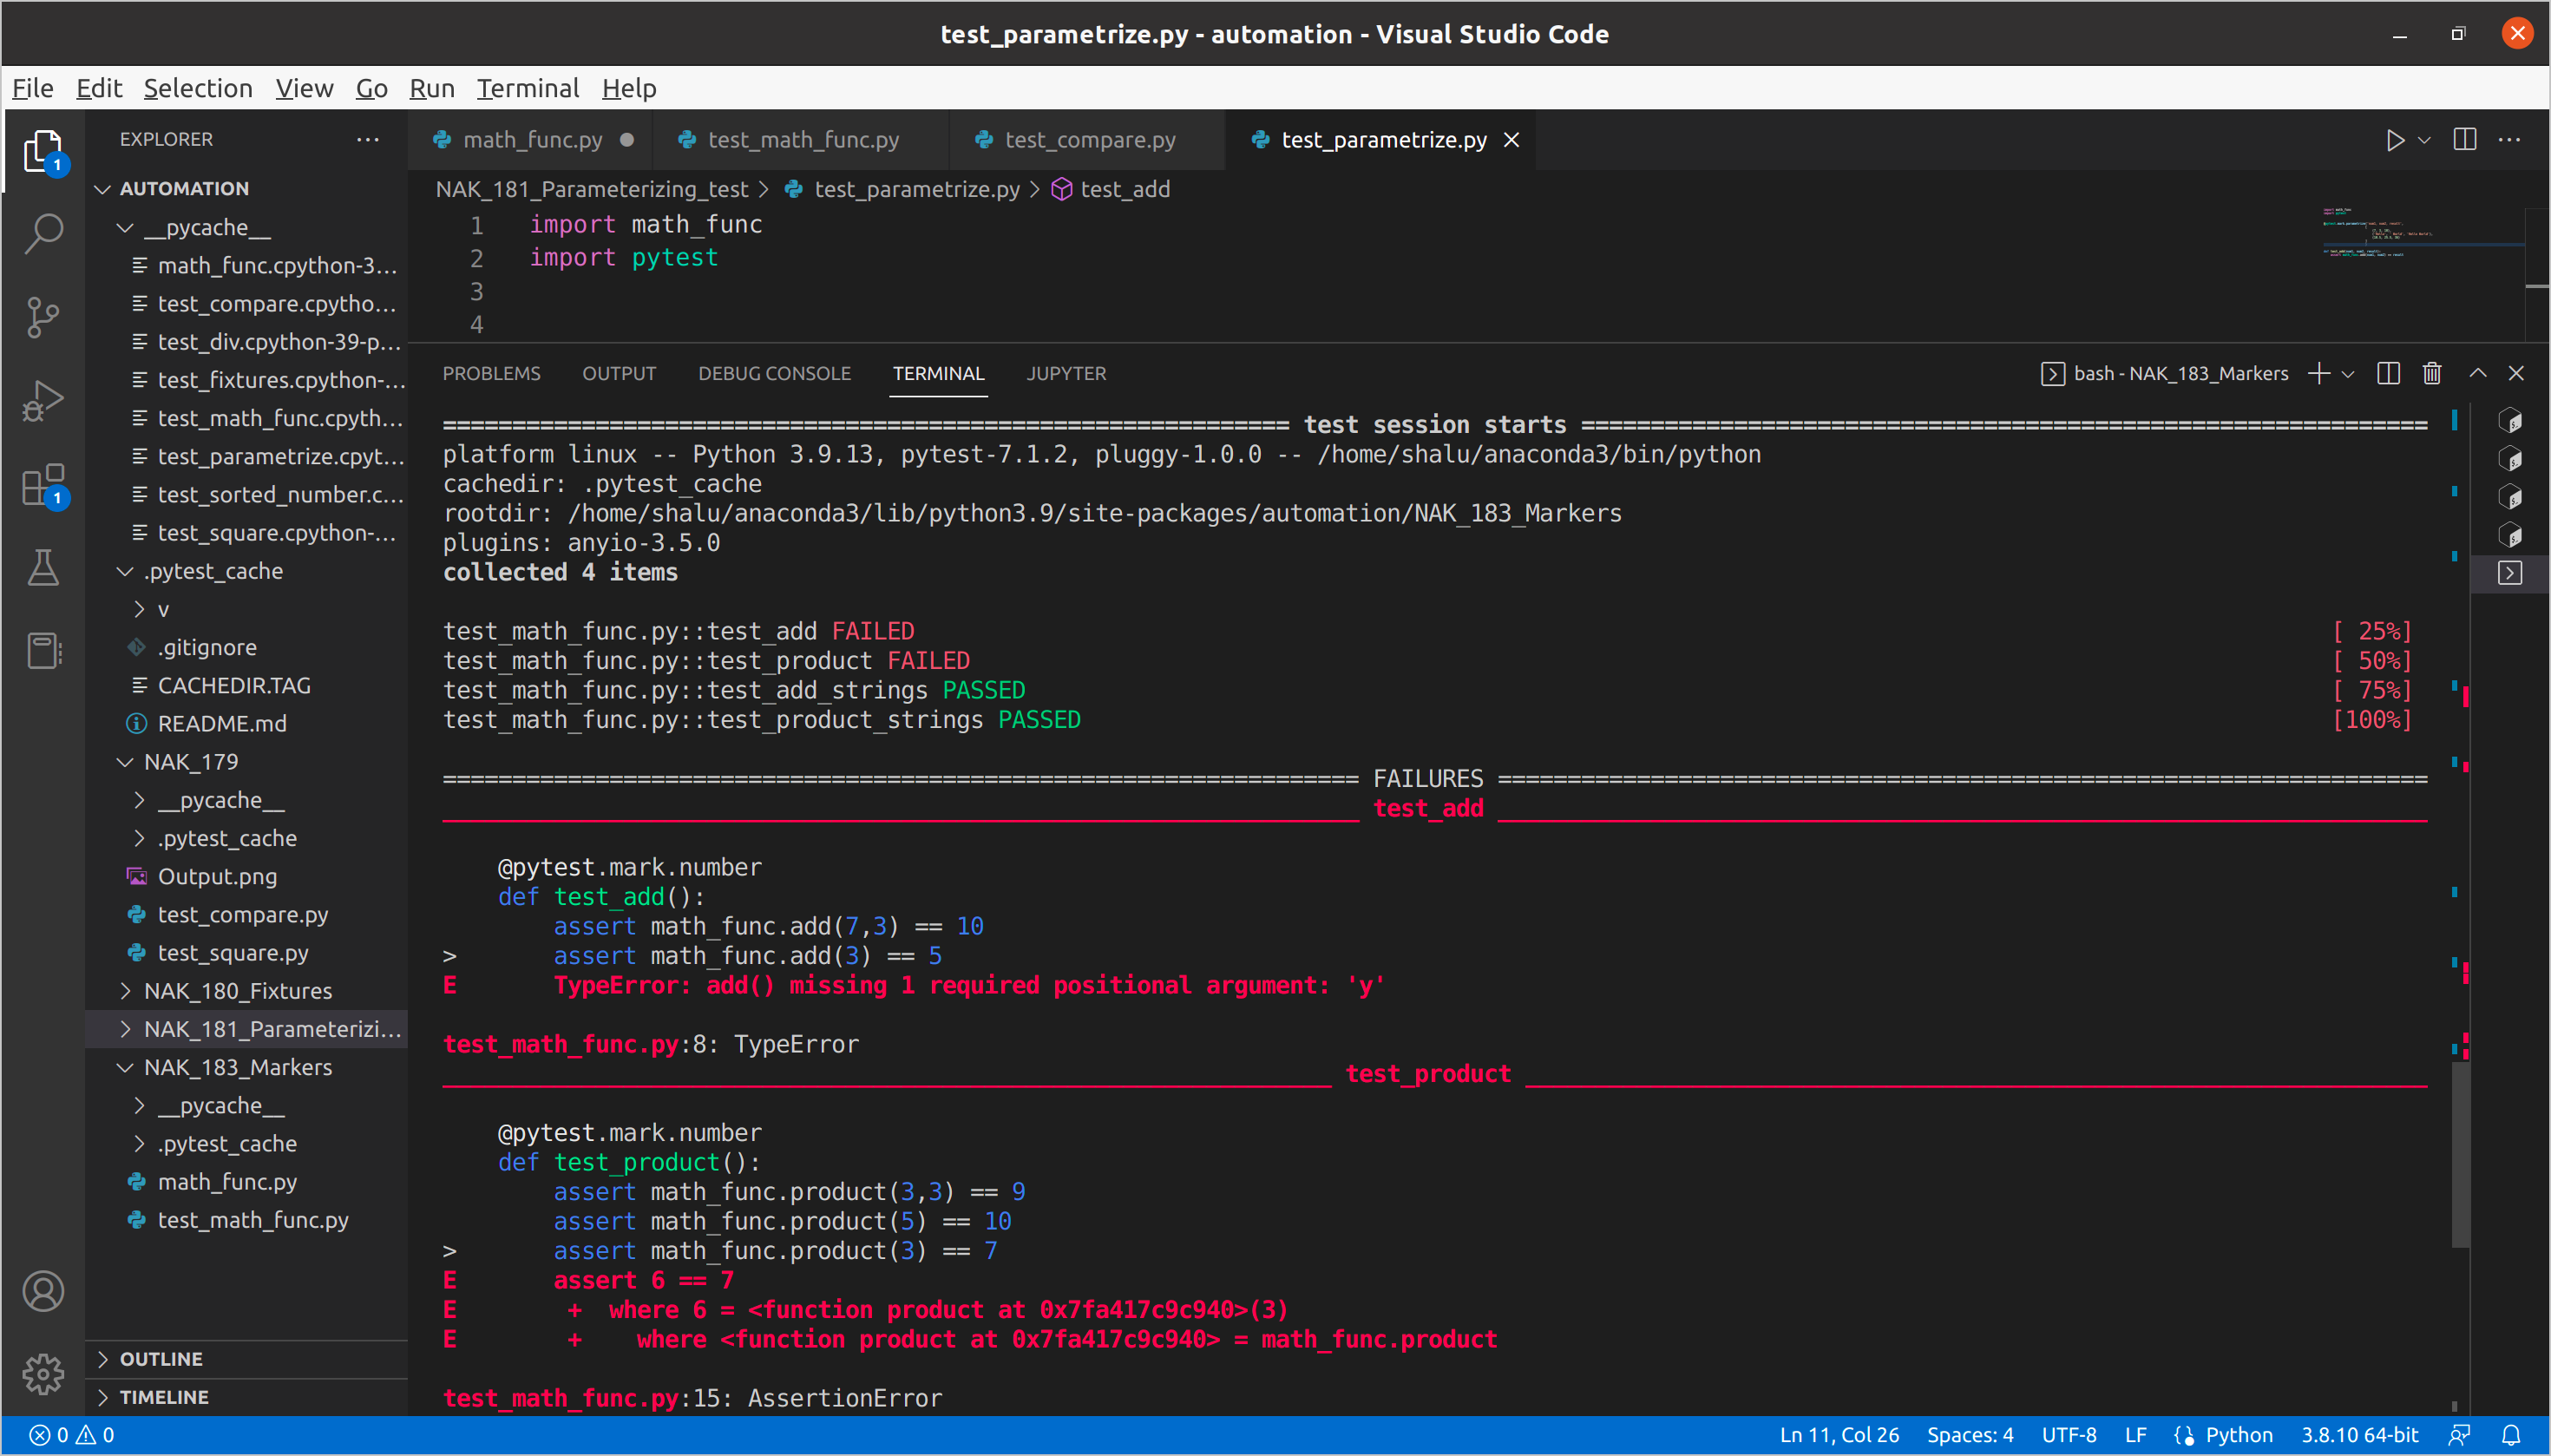 test_parametrize.py - automation - Visual Studio Code
File Edit Selection View Go Run Terminal Help
EXPLORER
AUTOMATION
__pycache__
math_func.cpython-3...
test_compare.cpytho...
test_div.cpython-39-p...
test_fixtures.cpython-...
test_math_func.cpyth...
test_parametrize.cpyt...
test_sorted_number.c...
test_square.cpython-...
.pytest_cache
v
.gitignore
CACHEDIR.TAG
README.md
NAK_179
__pycache__
.pytest_cache
Output.png
test_compare.py
test_square.py
NAK_180_Fixtures
NAK_181_Parameterizi...
NAK_183_Markers
__pycache__
.pytest_cache
math_func.py
test_math_func.py
OUTLINE
TIMELINE
1
1
math_func.py test_math_func.py test_compare.py test_parametrize.py
NAK_181_Parameterizing_test > test_parametrize.py > test_add
1 import math_func
2 import pytest
3
4
PROBLEMS OUTPUT DEBUG CONSOLE TERMINAL JUPYTER bash - NAK_183_Markers
============================================================= test session starts =============================================================
platform linux -- Python 3.9.13, pytest-7.1.2, pluggy-1.0.0 -- /home/shalu/anaconda3/bin/python
cachedir: .pytest_cache
rootdir: /home/shalu/anaconda3/lib/python3.9/site-packages/automation/NAK_183_Markers
plugins: anyio-3.5.0
collected 4 items
test_math_func.py::test_add FAILED [ 25%]
test_math_func.py::test_product FAILED [ 50%]
test_math_func.py::test_add_strings PASSED [ 75%]
test_math_func.py::test_product_strings PASSED [100%]
================================================================== FAILURES ===================================================================
__________________________________________________________________ test_add ___________________________________________________________________
@pytest.mark.number
def test_add():
assert math_func.add(7,3) == 10
> assert math_func.add(3) == 5
E TypeError: add() missing 1 required positional argument: 'y'
test_math_func.py:8: TypeError
________________________________________________________________ test_product _________________________________________________________________
@pytest.mark.number
def test_product():
assert math_func.product(3,3) == 9
assert math_func.product(5) == 10
> assert math_func.product(3) == 7
E assert 6 == 7
E + where 6 = <function product at 0x7fa417c9c940>(3)
E + where <function product at 0x7fa417c9c940> = math_func.product
test_math_func.py:15: AssertionError
0 0 Ln 11, Col 26 Spaces: 4 UTF-8 LF Python 3.8.10 64-bit